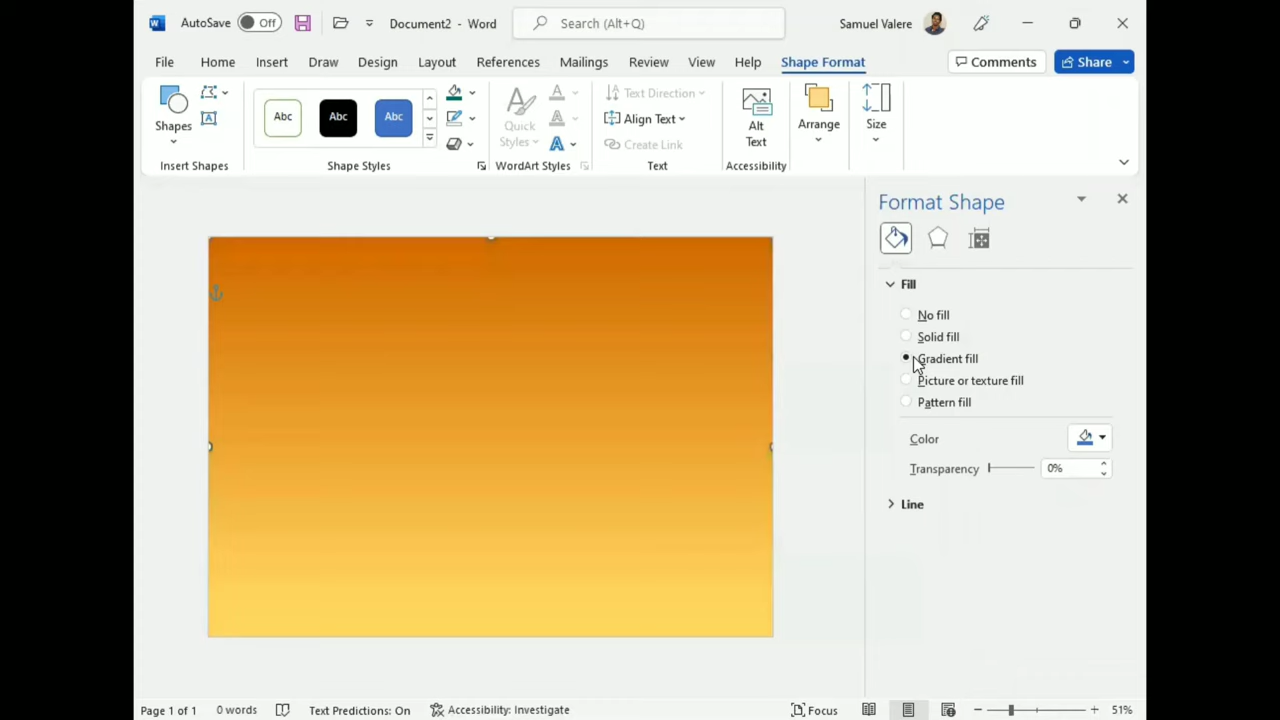 AutoSave Off Document2 - Word Search (Alt+Q) Samuel Valere
File Home Insert Draw Design Layout References Mailings Review View Help Shape Format Comments Share
Shapes
Insert Shapes
Abc Abc Abc
Shape Styles
Quick
Styles
A A A
WordArt Styles
Text Direction
Align Text
Create Link
Text
Alt
Text
Accessibility
Arrange
Size
Format Shape
Fill
No fill
Solid fill
Gradient fill
Picture or texture fill
Pattern fill
Color
Transparency 0%
Line
Page 1 of 1 0 words Text Predictions: On Accessibility: Investigate Focus 51%